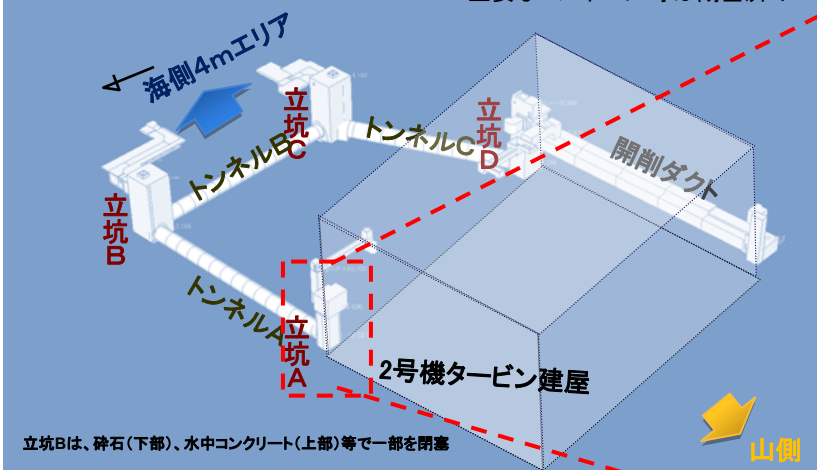 海側4mエリア
立坑C
立坑D
トンネルB
トンネルC
開削ダクト
立坑B
トンネルA
立坑A
2号機タービン建屋
立坑Bは、砕石（下部）、水中コンクリート（上部）等で一部を閉塞
山側